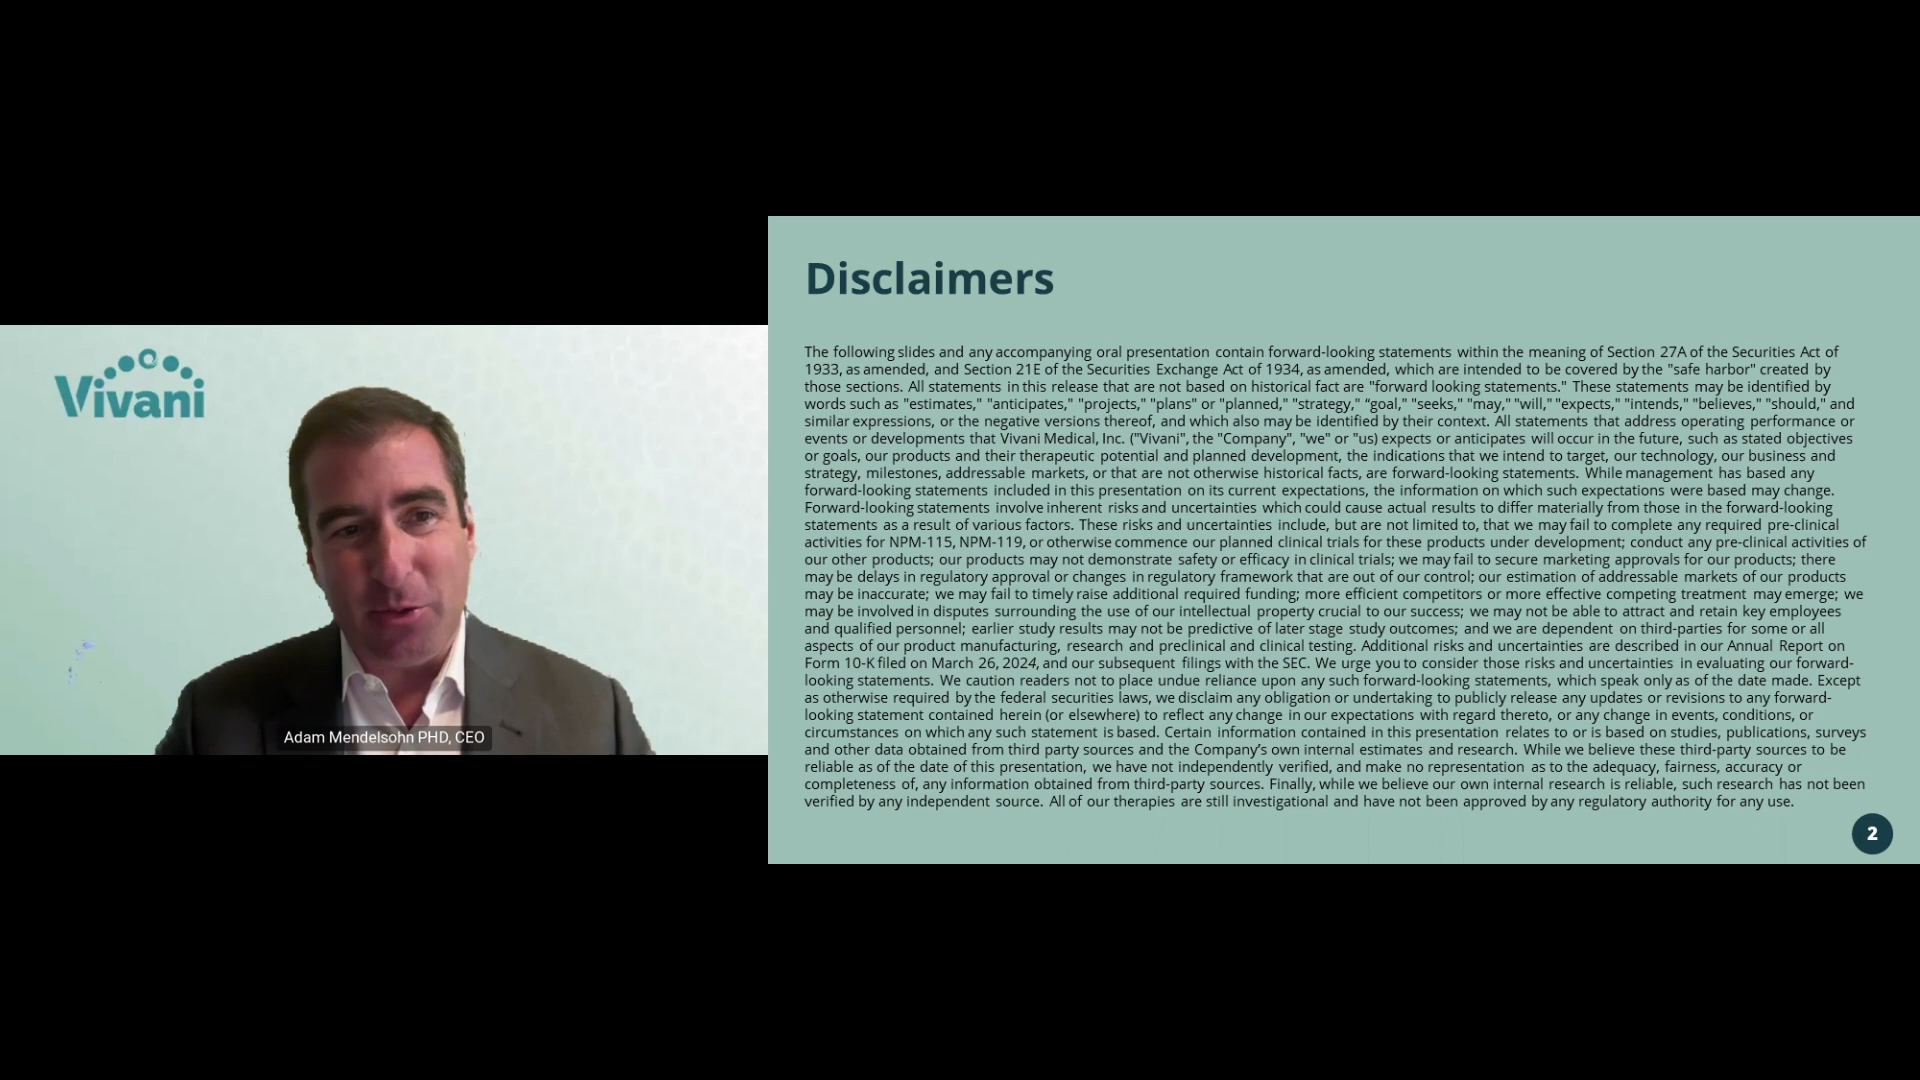 Vivani
Adam Mendelsohn PHD, CEO
Disclaimers
The following slides and any accompanying oral presentation contain forward-looking statements within the meaning of Section 27A of the Securities Act of
1933, as amended, and Section 21E of the Securities Exchange Act of 1934, as amended, which are intended to be covered by the "safe harbor" created by
those sections. All statements in this release that are not based on historical fact are "forward looking statements." These statements may be identified by
words such as "estimates," "anticipates," "projects," "plans" or "planned," "strategy," “goal," "seeks," "may," "will," "expects," "intends," "believes," "should," and
similar expressions, or the negative versions thereof, and which also may be identified by their context. All statements that address operating performance or
events or developments that Vivani Medical, Inc. ("Vivani", the "Company", "we" or "us) expects or anticipates will occur in the future, such as stated objectives
or goals, our products and their therapeutic potential and planned development, the indications that we intend to target, our technology, our business and
strategy, milestones, addressable markets, or that are not otherwise historical facts, are forward-looking statements. While management has based any
forward-looking statements included in this presentation on its current expectations, the information on which such expectations were based may change.
Forward-looking statements involve inherent risks and uncertainties which could cause actual results to differ materially from those in the forward-looking
statements as a result of various factors. These risks and uncertainties include, but are not limited to, that we may fail to complete any required pre-clinical
activities for NPM-115, NPM-119, or otherwise commence our planned clinical trials for these products under development; conduct any pre-clinical activities of
our other products; our products may not demonstrate safety or efficacy in clinical trials; we may fail to secure marketing approvals for our products; there
may be delays in regulatory approval or changes in regulatory framework that are out of our control; our estimation of addressable markets of our products
may be inaccurate; we may fail to timely raise additional required funding; more efficient competitors or more effective competing treatment may emerge; we
may be involved in disputes surrounding the use of our intellectual property crucial to our success; we may not be able to attract and retain key employees
and qualified personnel; earlier study results may not be predictive of later stage study outcomes; and we are dependent on third-parties for some or all
aspects of our product manufacturing, research and preclinical and clinical testing. Additional risks and uncertainties are described in our Annual Report on
Form 10-K filed on March 26, 2024, and our subsequent filings with the SEC. We urge you to consider those risks and uncertainties in evaluating our forward-
looking statements. We caution readers not to place undue reliance upon any such forward-looking statements, which speak only as of the date made. Except
as otherwise required by the federal securities laws, we disclaim any obligation or undertaking to publicly release any updates or revisions to any forward-
looking statement contained herein (or elsewhere) to reflect any change in our expectations with regard thereto, or any change in events, conditions, or
circumstances on which any such statement is based. Certain information contained in this presentation relates to or is based on studies, publications, surveys
and other data obtained from third party sources and the Company’s own internal estimates and research. While we believe these third-party sources to be
reliable as of the date of this presentation, we have not independently verified, and make no representation as to the adequacy, fairness, accuracy or
completeness of, any information obtained from third-party sources. Finally, while we believe our own internal research is reliable, such research has not been
verified by any independent source. All of our therapies are still investigational and have not been approved by any regulatory authority for any use.
2